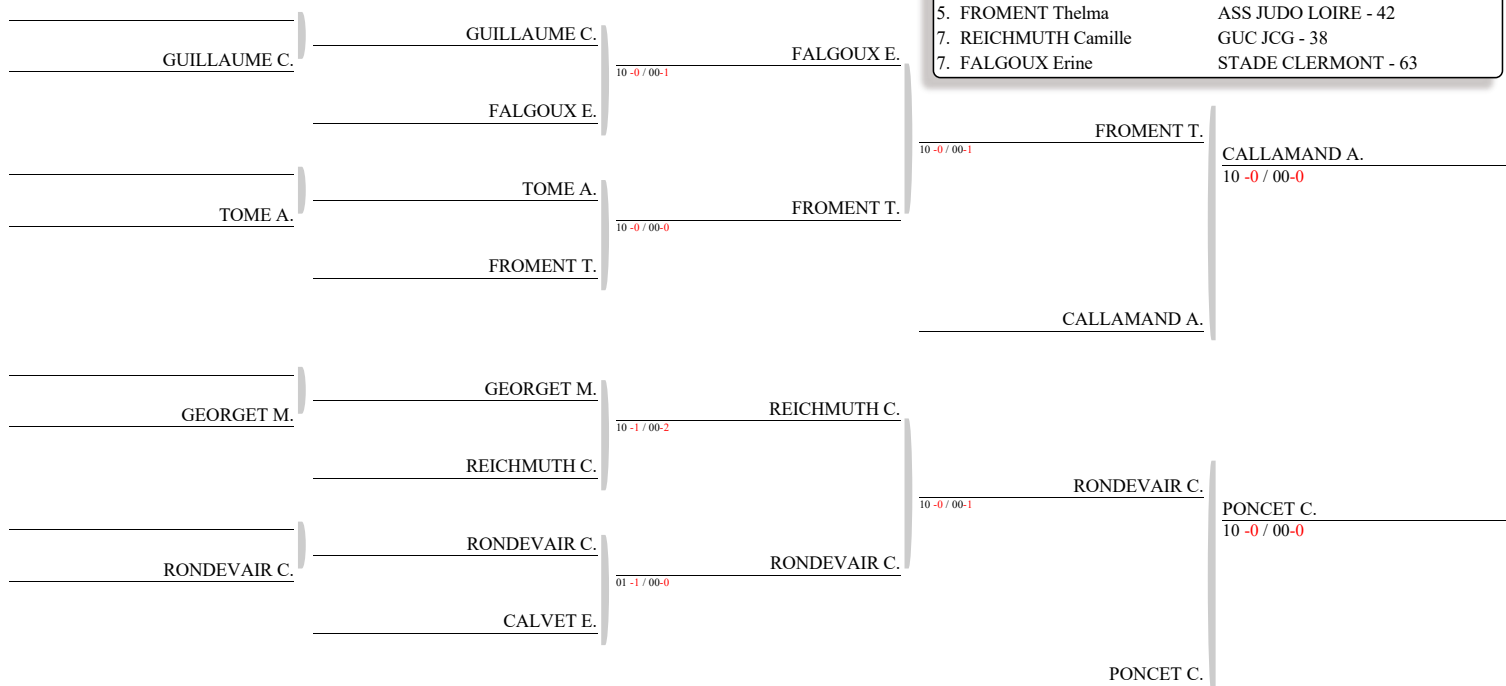 5. FROMENT Thelma ASS JUDO LOIRE - 42
7. REICHMUTH Camille GUC JCG - 38
7. FALGOUX Erine STADE CLERMONT - 63
GUILLAUME C.
GUILLAUME C.
FALGOUX E.
10 -0 / 00-1
FALGOUX E.
FROMENT T.
10 -0 / 00-1
CALLAMAND A.
10 -0 / 00-0
TOME A.
TOME A.
FROMENT T.
10 -0 / 00-0
FROMENT T.
CALLAMAND A.
GEORGET M.
GEORGET M.
REICHMUTH C.
10 -1 / 00-2
REICHMUTH C.
RONDEVAIR C.
10 -0 / 00-1
PONCET C.
10 -0 / 00-0
RONDEVAIR C.
RONDEVAIR C.
RONDEVAIR C.
01 -1 / 00-0
CALVET E.
PONCET C.